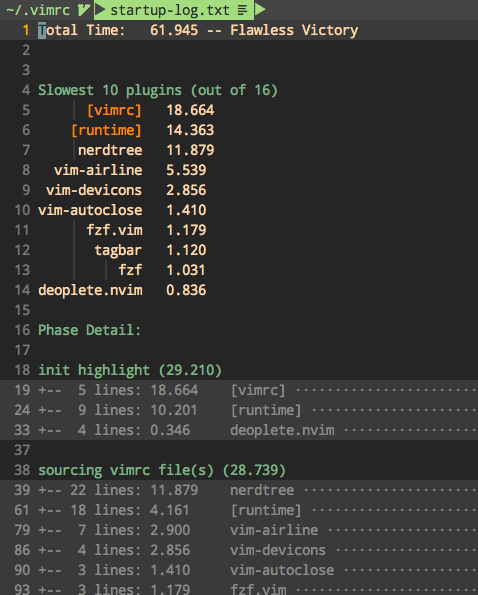 ~/.vimrc startup-log.txt
1 Total Time: 61.945 -- Flawless Victory
2
3
4 Slowest 10 plugins (out of 16)
5 [vimrc] 18.664
6 [runtime] 14.363
7 nerdtree 11.879
8 vim-airline 5.539
9 vim-devicons 2.856
10 vim-autoclose 1.410
11 fzf.vim 1.179
12 tagbar 1.120
13 fzf 1.031
14 deoplete.nvim 0.836
15
16 Phase Detail:
17
18 init highlight (29.210)
19 +-- 5 lines: 18.664 [vimrc] ·······················
24 +-- 9 lines: 10.201 [runtime] ·····················
33 +-- 4 lines: 0.346 deoplete.nvim ·················
37
38 sourcing vimrc file(s) (28.739)
39 +-- 22 lines: 11.879 nerdtree ······················
61 +-- 18 lines: 4.161 [runtime] ·····················
79 +-- 7 lines: 2.900 vim-airline ···················
86 +-- 4 lines: 2.856 vim-devicons ··················
90 +-- 3 lines: 1.410 vim-autoclose ·················
93 +-- 3 lines: 1.179 fzf.vim ·······················